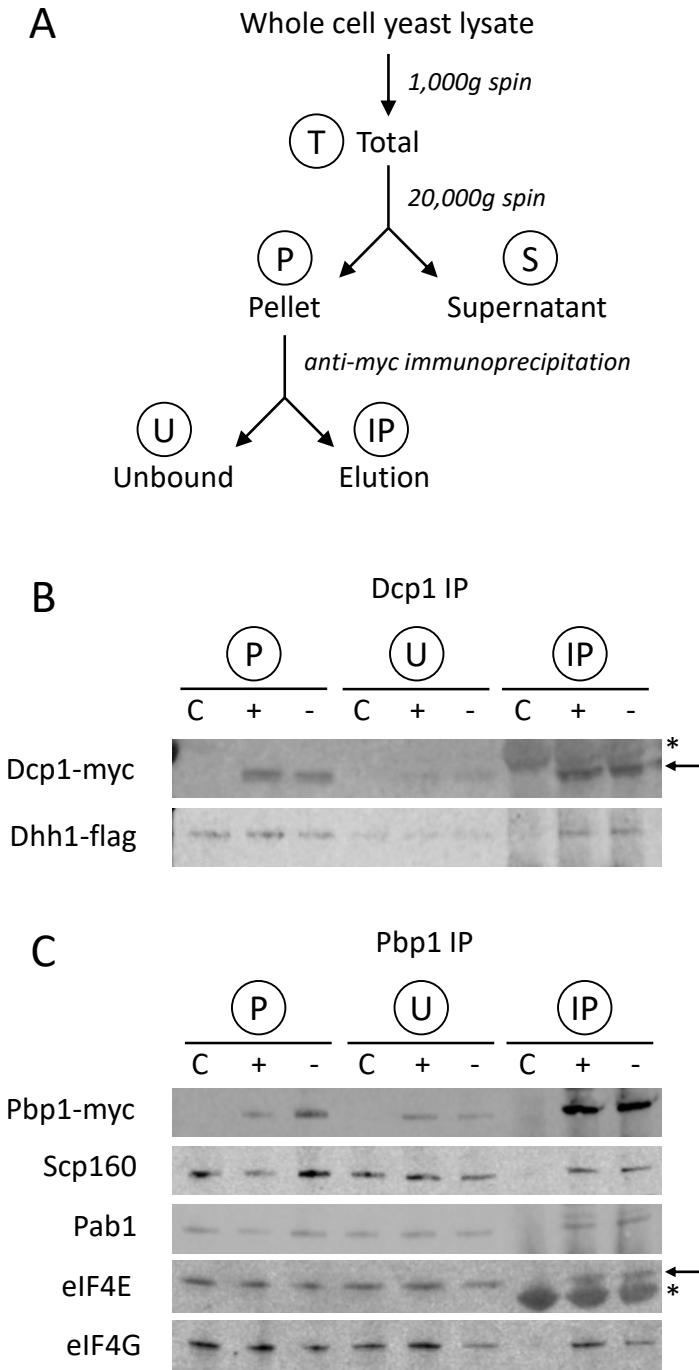 A
Whole cell yeast lysate
1,000g spin
T Total
20,000g spin
P S
Pellet Supernatant
anti-myc immunoprecipitation
U IP
Unbound Elution
B
Dcp1 IP
P U IP
C + - C + - C + -
Dcp1-myc *
Dhh1-flag
C
Pbp1 IP
P U IP
C + - C + - C + -
Pbp1-myc
Scp160
Pab1
eIF4E *
eIF4G